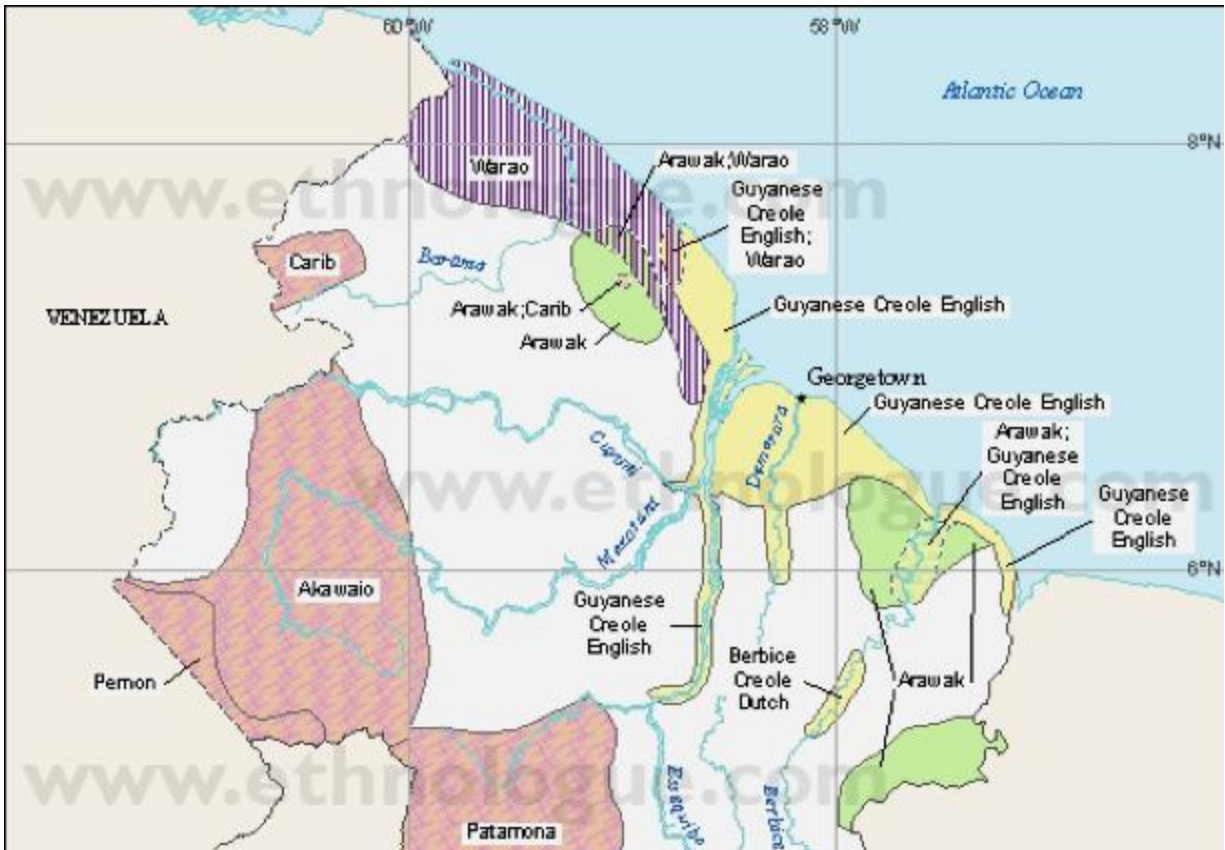 60°W
58°W
Atlantic Ocean
8°N
www.ethnologue.com
Warao
Arawak;Warao
Guyanese
Creole
English;
Warao
Carib
Barama
VENEZUELA
Arawak;Carib
Arawak
Guyanese Creole English
Georgetown
Guyanese Creole English
Demerara
Cuyuni
Arawak;
Guyanese
Creole
English
www.ethnologue.com
Guyanese
Creole
English
Mazaruni
6°N
Akawaio
Guyanese
Creole
English
Pemon
Berbice
Creole
Dutch
Arawak
www.ethnologue.com
Essequibo
Berbice
Patamona